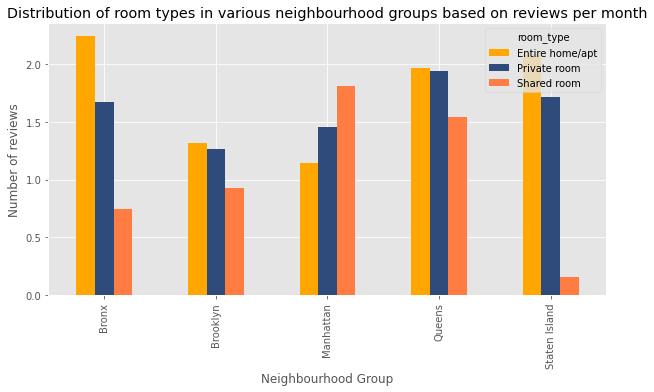 Distribution of room types in various neighbourhood groups based on reviews per month
room_type
Entire home/apt
Private room
Shared room
Number of reviews
2.0
1.5
1.0
0.5
0.0
Bronx
Brooklyn
Manhattan
Queens
Staten Island
Neighbourhood Group